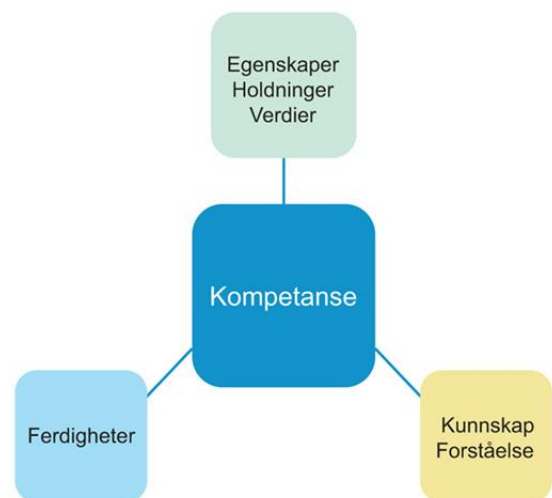 Egenskaper
Holdninger
Verdier
Kompetanse
Ferdigheter
Kunnskap
Forståelse